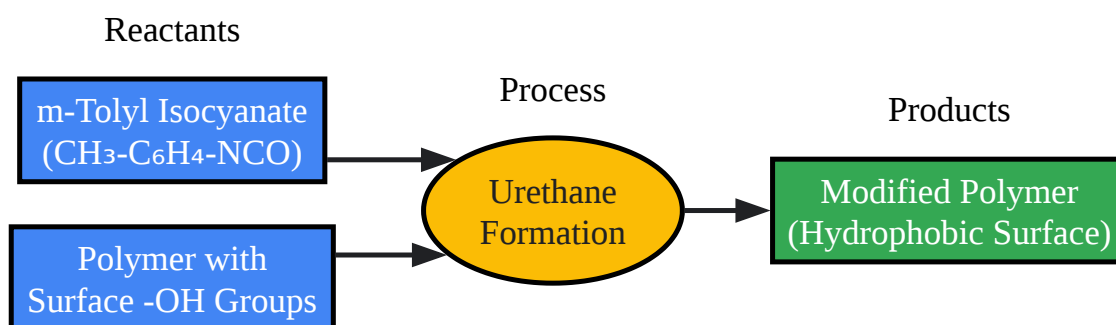 Reactants
m-Tolyl Isocyanate
(CH₃-C₆H₄-NCO)
Polymer with
Surface -OH Groups
Process
Urethane
Formation
Products
Modified Polymer
(Hydrophobic Surface)